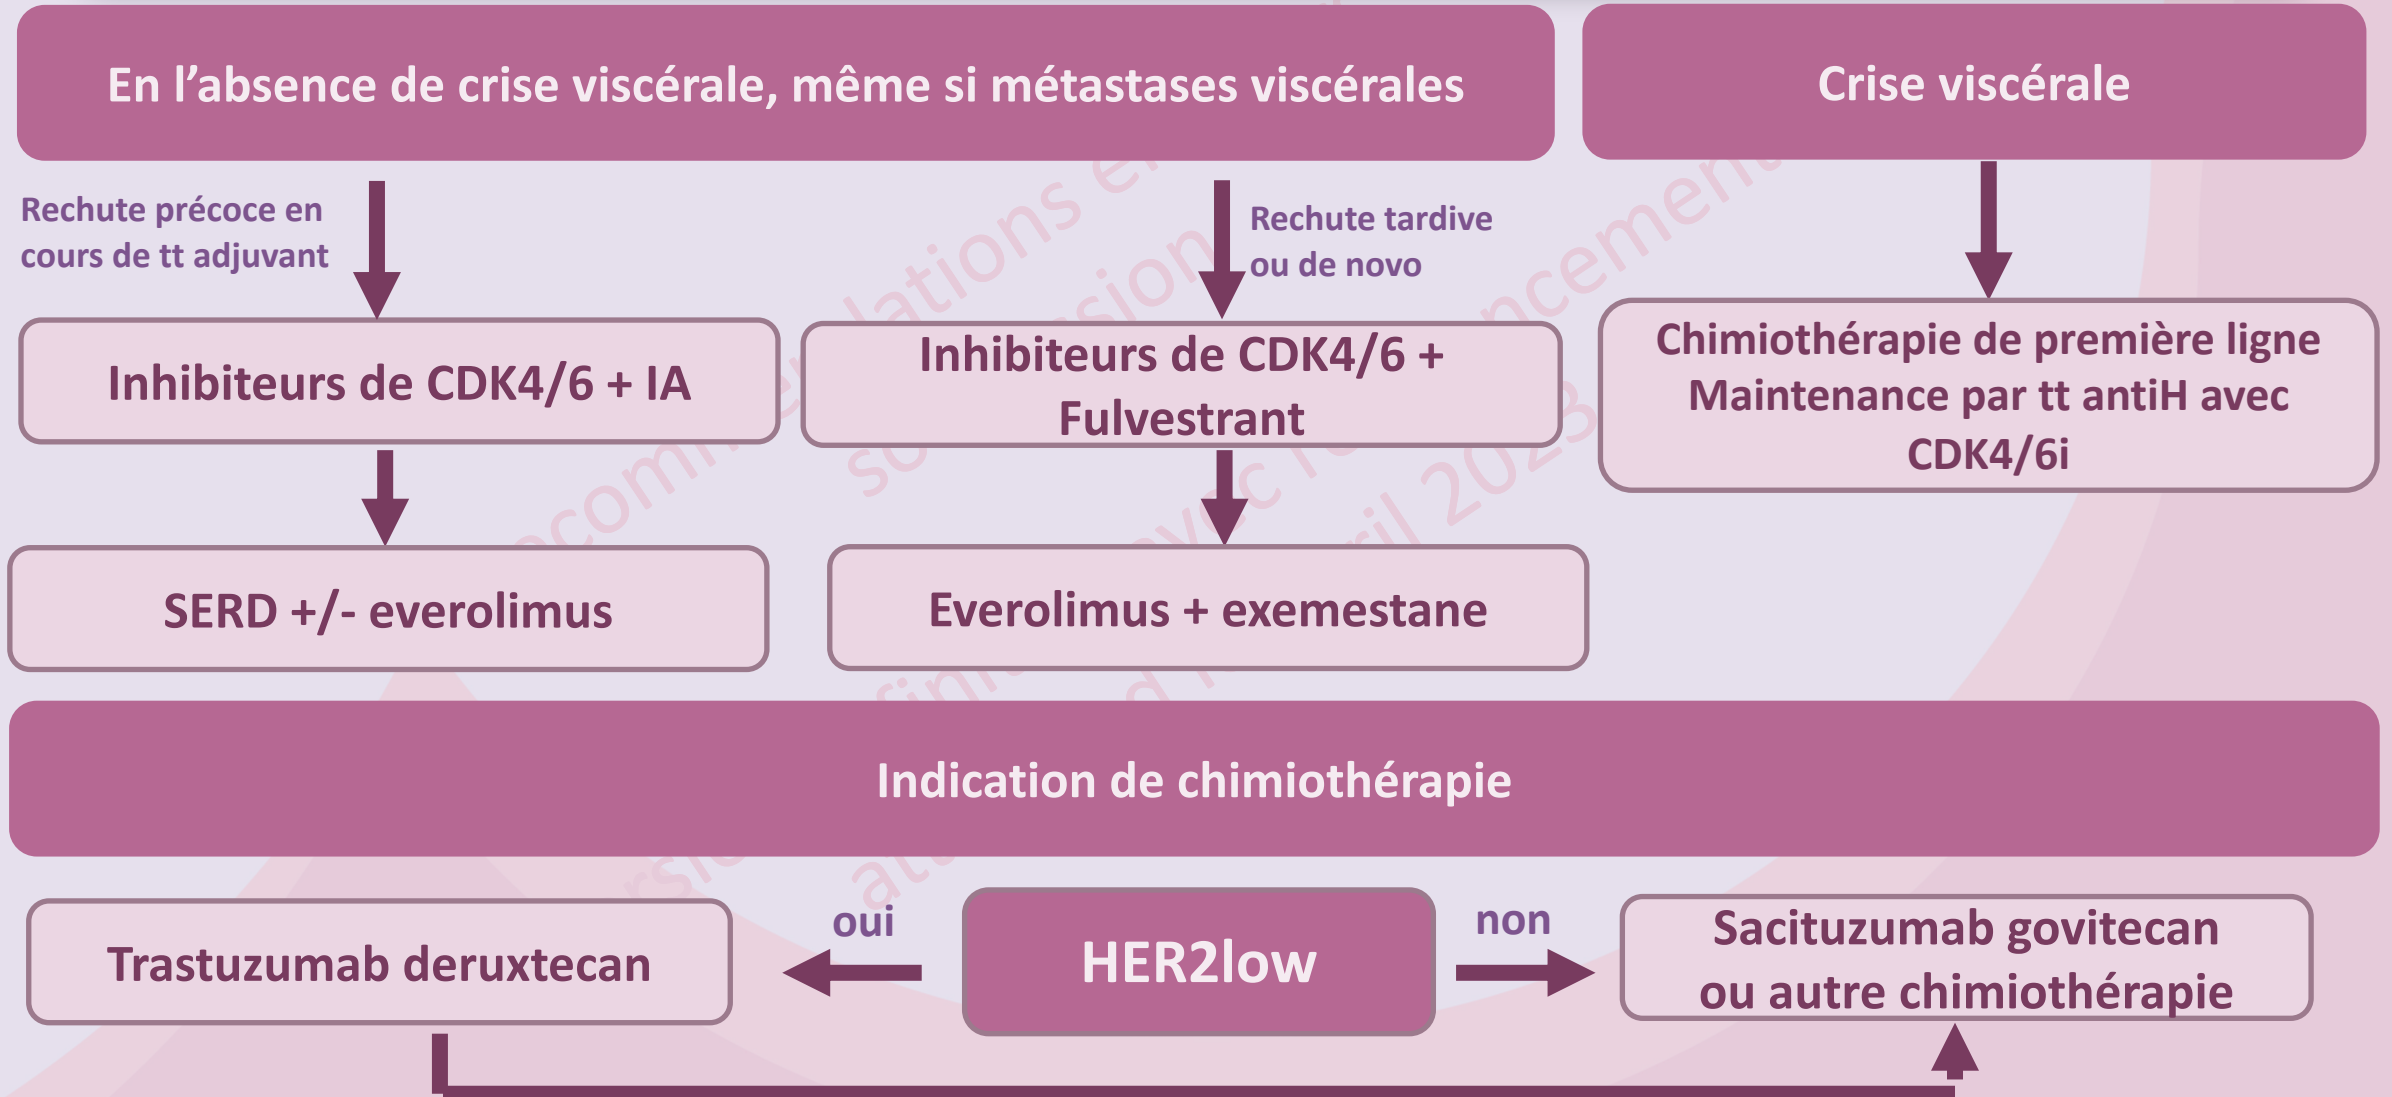 En l’absence de crise viscérale, même si métastases viscérales
Crise viscérale
Rechute précoce en
cours de tt adjuvant
Rechute tardive
ou de novo
Inhibiteurs de CDK4/6 + IA
Inhibiteurs de CDK4/6 +
Fulvestrant
Chimiothérapie de première ligne
Maintenance par tt antiH avec
CDK4/6i
SERD +/- everolimus
Everolimus + exemestane
Indication de chimiothérapie
Trastuzumab deruxtecan
oui
HER2low
non
Sacituzumab govitecan
ou autre chimiothérapie